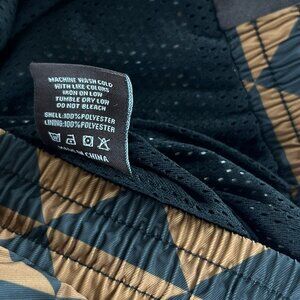 MACHINE WASH COLD
WITH LIKE COLORS
IRON ON LOW
TUMBLE DRY LOW
DO NOT BLEACH
SHELL:100%POLYESTER
LINING:100%POLYESTER
MADE IN CHINA